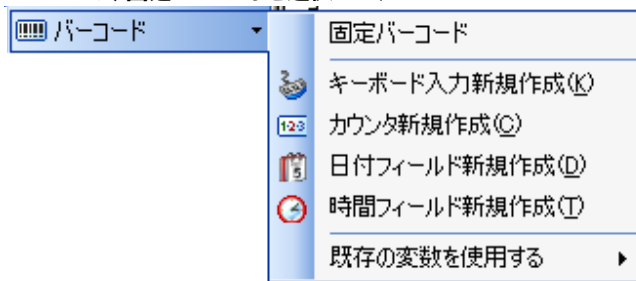 バーコード
固定バーコード
キーボード入力新規作成(K)
カウンタ新規作成(C)
日付フィールド新規作成(D)
時間フィールド新規作成(T)
既存の変数を使用する